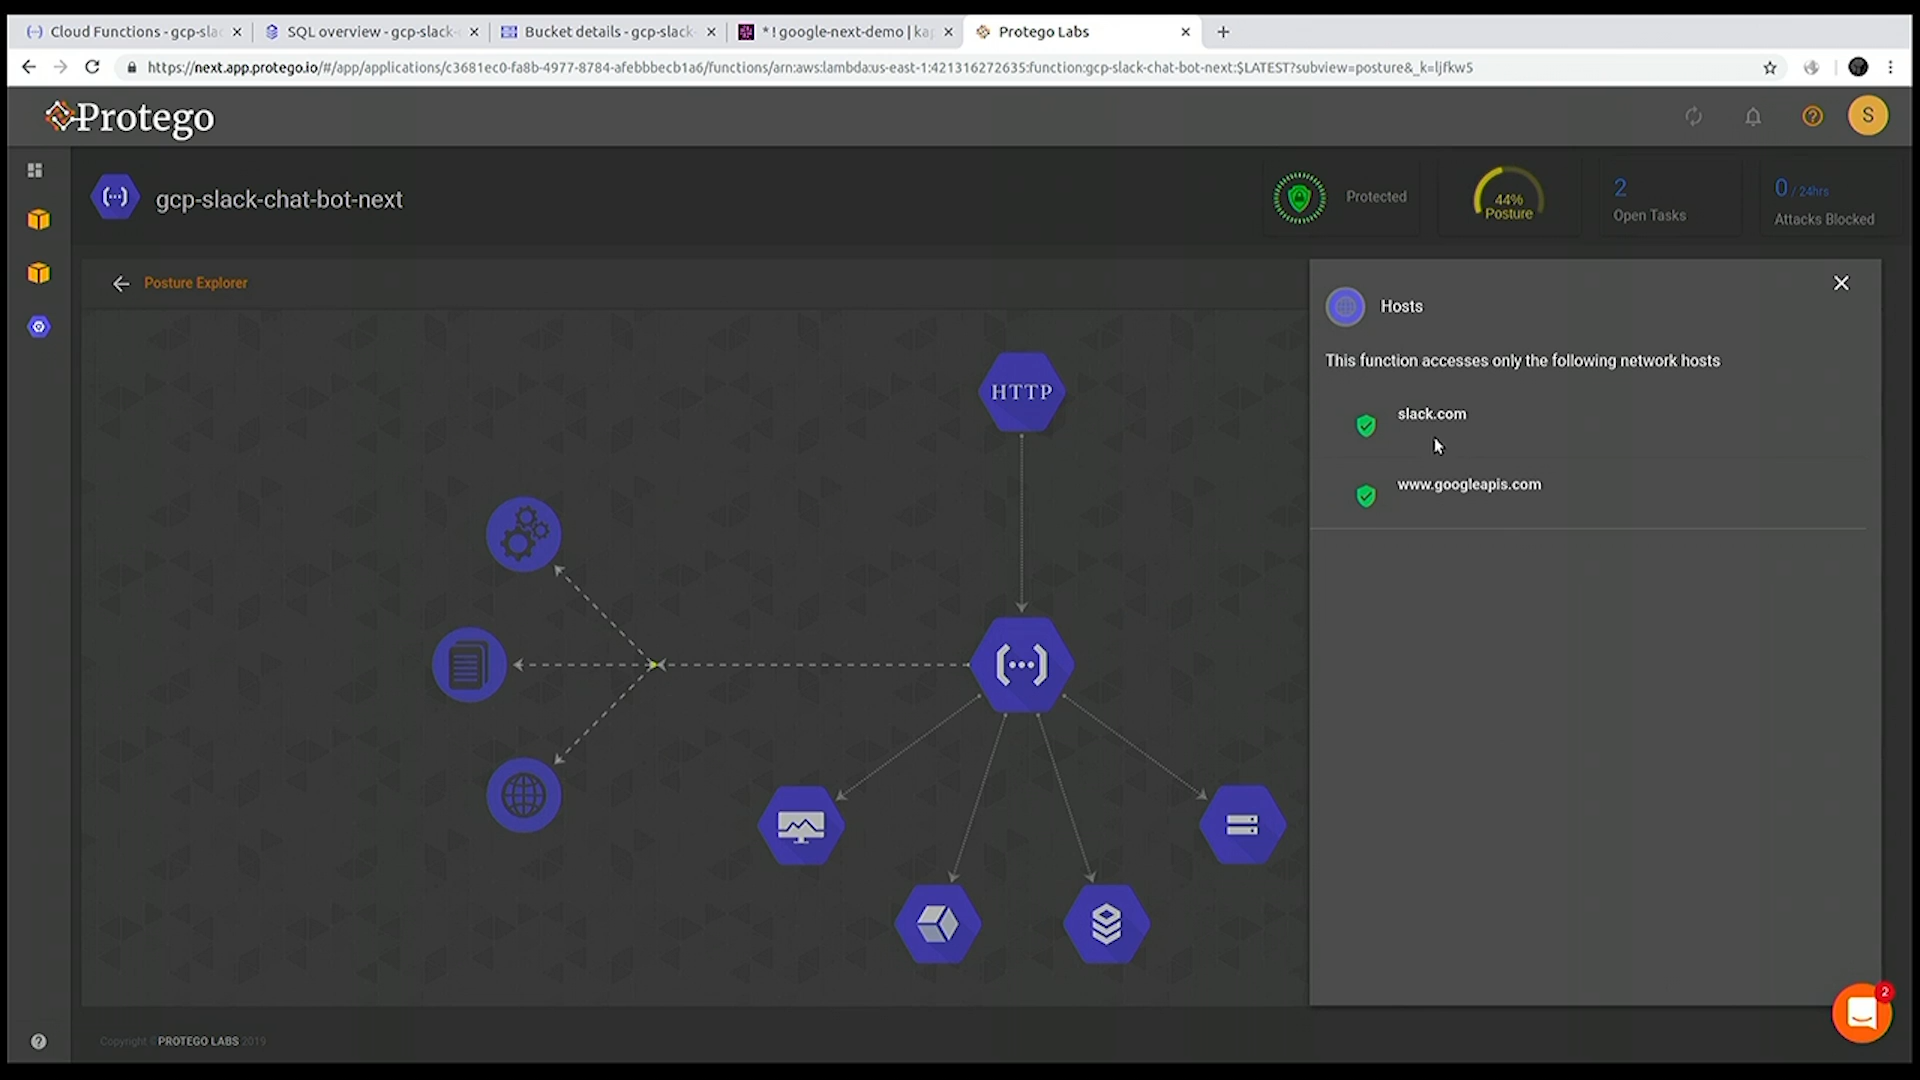 Cloud Functions - gcp-sla
SQL overview - gcp-slack-
Bucket details - gcp-slack-
*!google-next-demo | ka
Protego Labs
https://next.app.protego.io/#/app/applications/c3681ec0-fa8b-4977-8784-afebbbecb1a6/functions/arn:aws:lambda:us-east-1:421316272635:function:gcp-slack-chat-bot-next:$LATEST?subview=posture&_k=ljfkw5
Protego
S
gcp-slack-chat-bot-next
Protected
44%
Posture
2
Open Tasks
0 / 24hrs
Attacks Blocked
Posture Explorer
Hosts
This function accesses only the following network hosts
slack.com
www.googleapis.com
HTTP
2
Copyright © PROTEGO LABS 2019